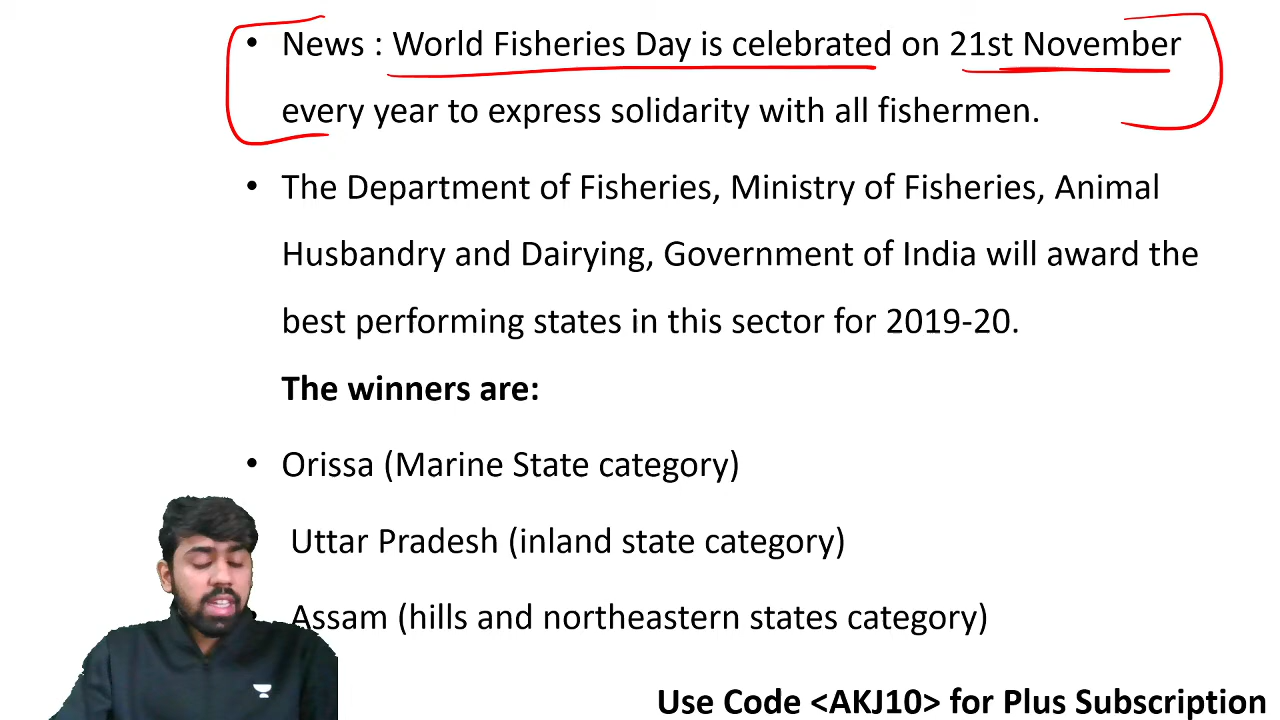 • News : World Fisheries Day is celebrated on 21st November
every year to express solidarity with all fishermen.
• The Department of Fisheries, Ministry of Fisheries, Animal
Husbandry and Dairying, Government of India will award the
best performing states in this sector for 2019-20.
The winners are:
• Orissa (Marine State category)
Uttar Pradesh (inland state category)
Assam (hills and northeastern states category)
Use Code <AKJ10> for Plus Subscription